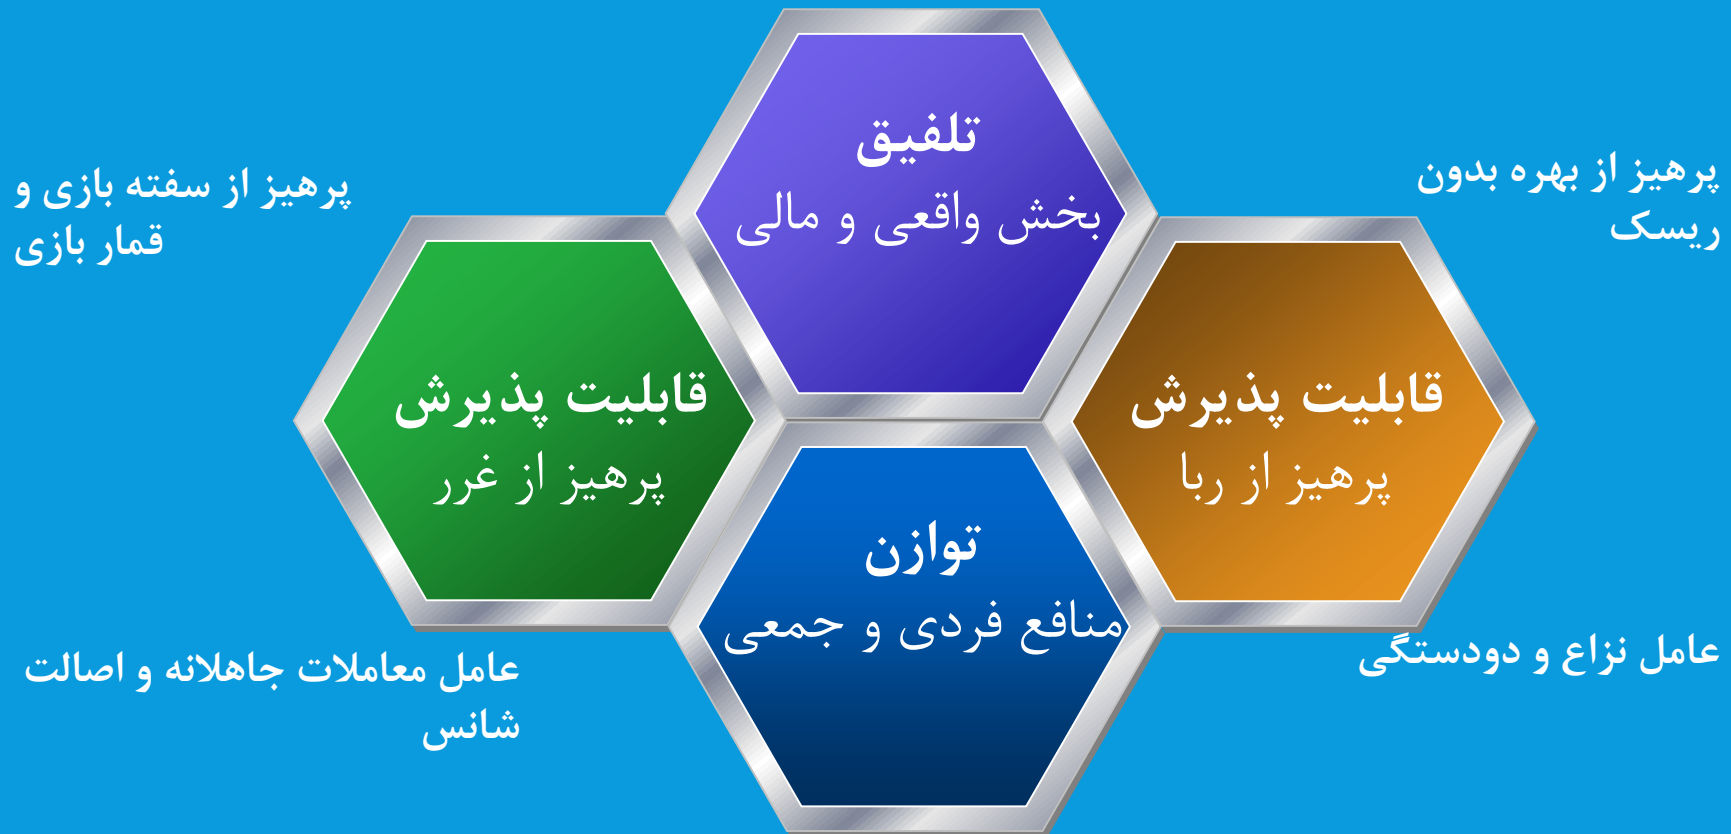 تلفیق
بخش واقعی و مالی
پرهیز از بهره بدون
ریسک
پرهیز از سفته بازی و
قمار بازی
قابلیت پذیرش
پرهیز از ربا
قابلیت پذیرش
پرهیز از غرر
توازن
منافع فردی و جمعی
عامل نزاع و دودستگی
عامل معاملات جاهلانه و اصالت
شانس